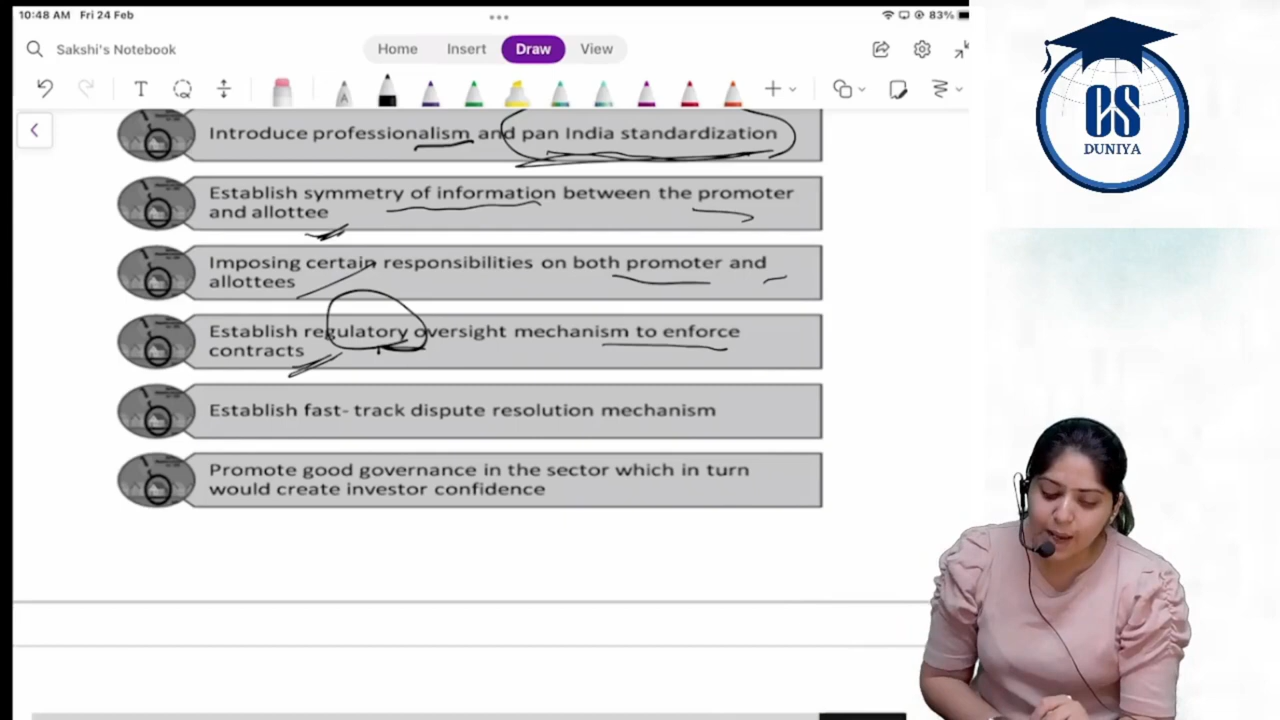 10:48 AM Fri 24 Feb
83%
Sakshi's Notebook
Home Insert Draw View
T
A
Introduce professionalism and pan India standardization
Establish symmetry of information between the promoter
and allottee
Imposing certain responsibilities on both promoter and
allottees
Establish regulatory oversight mechanism to enforce
contracts
Establish fast- track dispute resolution mechanism
Promote good governance in the sector which in turn
would create investor confidence
CS
DUNIYA